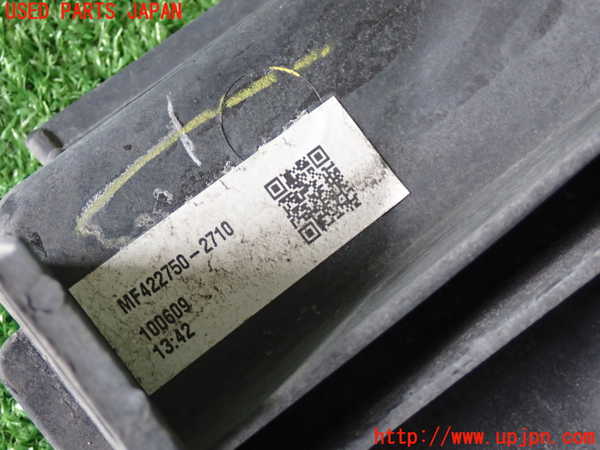 USED PARTS JAPAN
MF422750-2710
100609
13:42
http://www.upjpn.com/